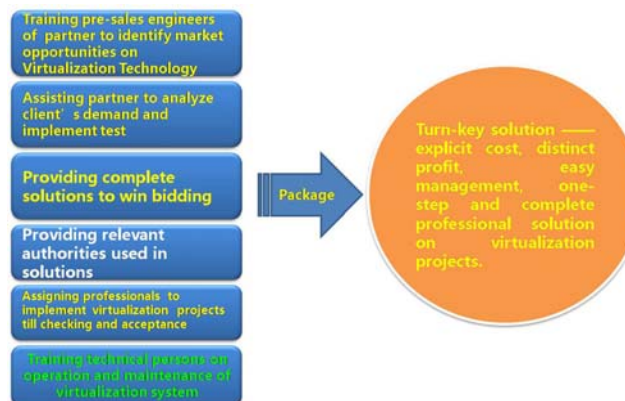 Training pre-sales engineers
of partner to identify market
opportunities on
Virtualization Technology
Assisting partner to analyze
client's demand and
implement test
Providing complete
solutions to win bidding
Providing relevant
authorities used in
solutions
Assigning professionals to
implement virtualization projects
till checking and acceptance
Training technical persons on
operation and maintenance of
virtualization system
Package
Turn-key solution ——
explicit cost, distinct
profit, easy
management, one-
step and complete
professional solution
on virtualization
projects.